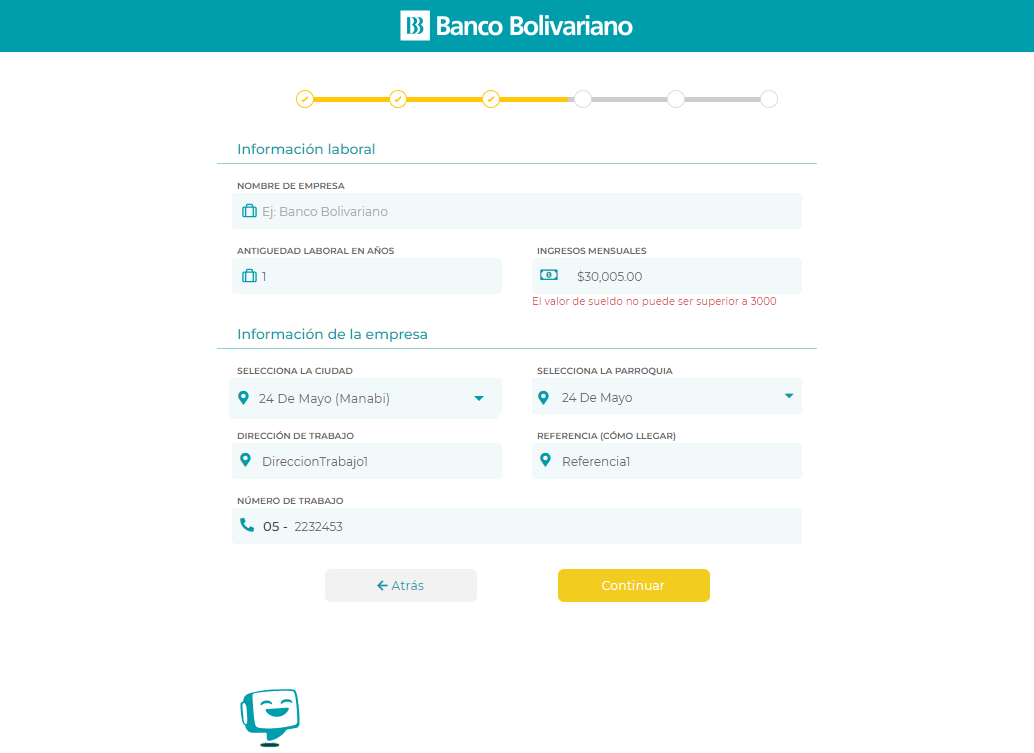 Banco Bolivariano
Información laboral
NOMBRE DE EMPRESA
Ej: Banco Bolivariano
ANTIGUEDAD LABORAL EN AÑOS
INGRESOS MENSUALES
1
$30,005.00
El valor de sueldo no puede ser superior a 3000
Información de la empresa
SELECCIONA LA CIUDAD
SELECCIONA LA PARROQUIA
24 De Mayo (Manabi)
24 De Mayo
DIRECCIÓN DE TRABAJO
REFERENCIA (CÓMO LLEGAR)
DireccionTrabajo1
Referencia1
NÚMERO DE TRABAJO
05 - 2232453
Atrás
Continuar